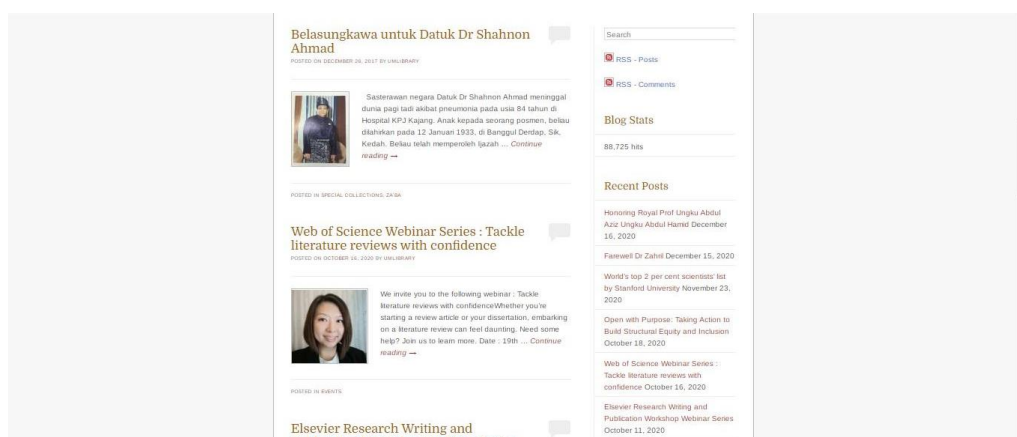 Belasungkawa untuk Datuk Dr Shahnon
Ahmad
POSTED ON DECEMBER 26, 2017 BY UMLIBRARY
Sasterawan negara Datuk Dr Shahnon Ahmad meninggal
dunia pagi tadi akibat pneumonia pada usia 84 tahun di
Hospital KPJ Kajang. Anak kepada seorang posmen, beliau
dilahirkan pada 12 Januari 1933, di Banggul Derdap, Sik,
Kedah. Beliau telah memperoleh Ijazah … Continue
reading →
POSTED IN SPECIAL COLLECTIONS, ZA'BA
Web of Science Webinar Series : Tackle
literature reviews with confidence
POSTED ON OCTOBER 16, 2020 BY UMLIBRARY
We invite you to the following webinar : Tackle
literature reviews with confidenceWhether you're
starting a review article or your dissertation, embarking
on a literature review can feel daunting. Need some
help? Join us to learn more. Date : 19th … Continue
reading →
POSTED IN EVENTS
Elsevier Research Writing and
Search
RSS - Posts
RSS - Comments
Blog Stats
88,725 hits
Recent Posts
Honoring Royal Prof Ungku Abdul
Aziz Ungku Abdul Hamid December
16, 2020
Farewell Dr Zahril December 15, 2020
World's top 2 per cent scientists' list
by Stanford University November 23,
2020
Open with Purpose: Taking Action to
Build Structural Equity and Inclusion
October 18, 2020
Web of Science Webinar Series :
Tackle literature reviews with
confidence October 16, 2020
Elsevier Research Writing and
Publication Workshop Webinar Series
October 11, 2020